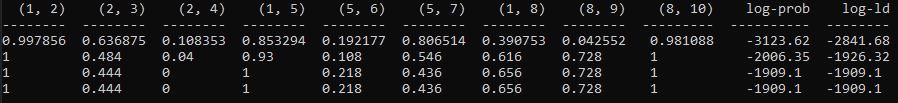 (1, 2) (2, 3) (2, 4) (1, 5) (5, 6) (5, 7) (1, 8) (8, 9) (8, 10) log-prob log-ld
-------- -------- -------- -------- -------- -------- -------- -------- --------- ---------- --------
0.997856 0.636875 0.108353 0.853294 0.192177 0.806514 0.390753 0.042552 0.981088 -3123.62 -2841.68
1 0.484 0.04 0.93 0.108 0.546 0.616 0.728 1 -2006.35 -1926.32
1 0.444 0 1 0.218 0.436 0.656 0.728 1 -1909.1 -1909.1
1 0.444 0 1 0.218 0.436 0.656 0.728 1 -1909.1 -1909.1